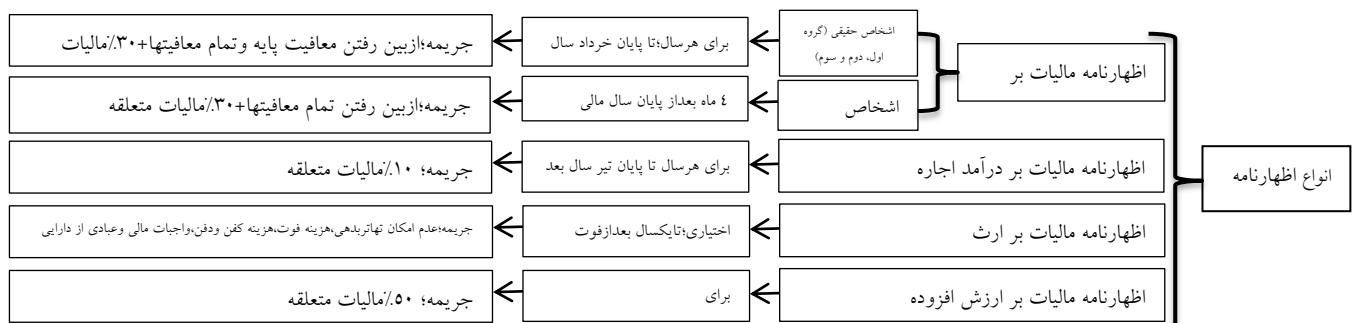 انواع اظهارنامه
اظهارنامه مالیات بر
اشخاص حقیقی (گروه
اول، دوم و سوم)
برای هرسال؛تا پایان خرداد سال
جریمه؛ازبین رفتن معافیت پایه وتمام معافیتها+۳۰٪مالیات
اشخاص
٤ ماه بعداز پایان سال مالی
جریمه؛ازبین رفتن تمام معافیتها+۳۰٪مالیات متعلقه
اظهارنامه مالیات بر درآمد اجاره
برای هرسال تا پایان تیر سال بعد
جریمه؛ ۱۰٪مالیات متعلقه
اظهارنامه مالیات بر ارث
اختیاری؛تایکسال بعدازفوت
جریمه؛عدم امکان تهاتربدهی،هزینه فوت،هزینه کفن ودفن،واجبات مالی وعبادی از دارایی
اظهارنامه مالیات بر ارزش افزوده
برای
جریمه؛ ۵۰٪مالیات متعلقه